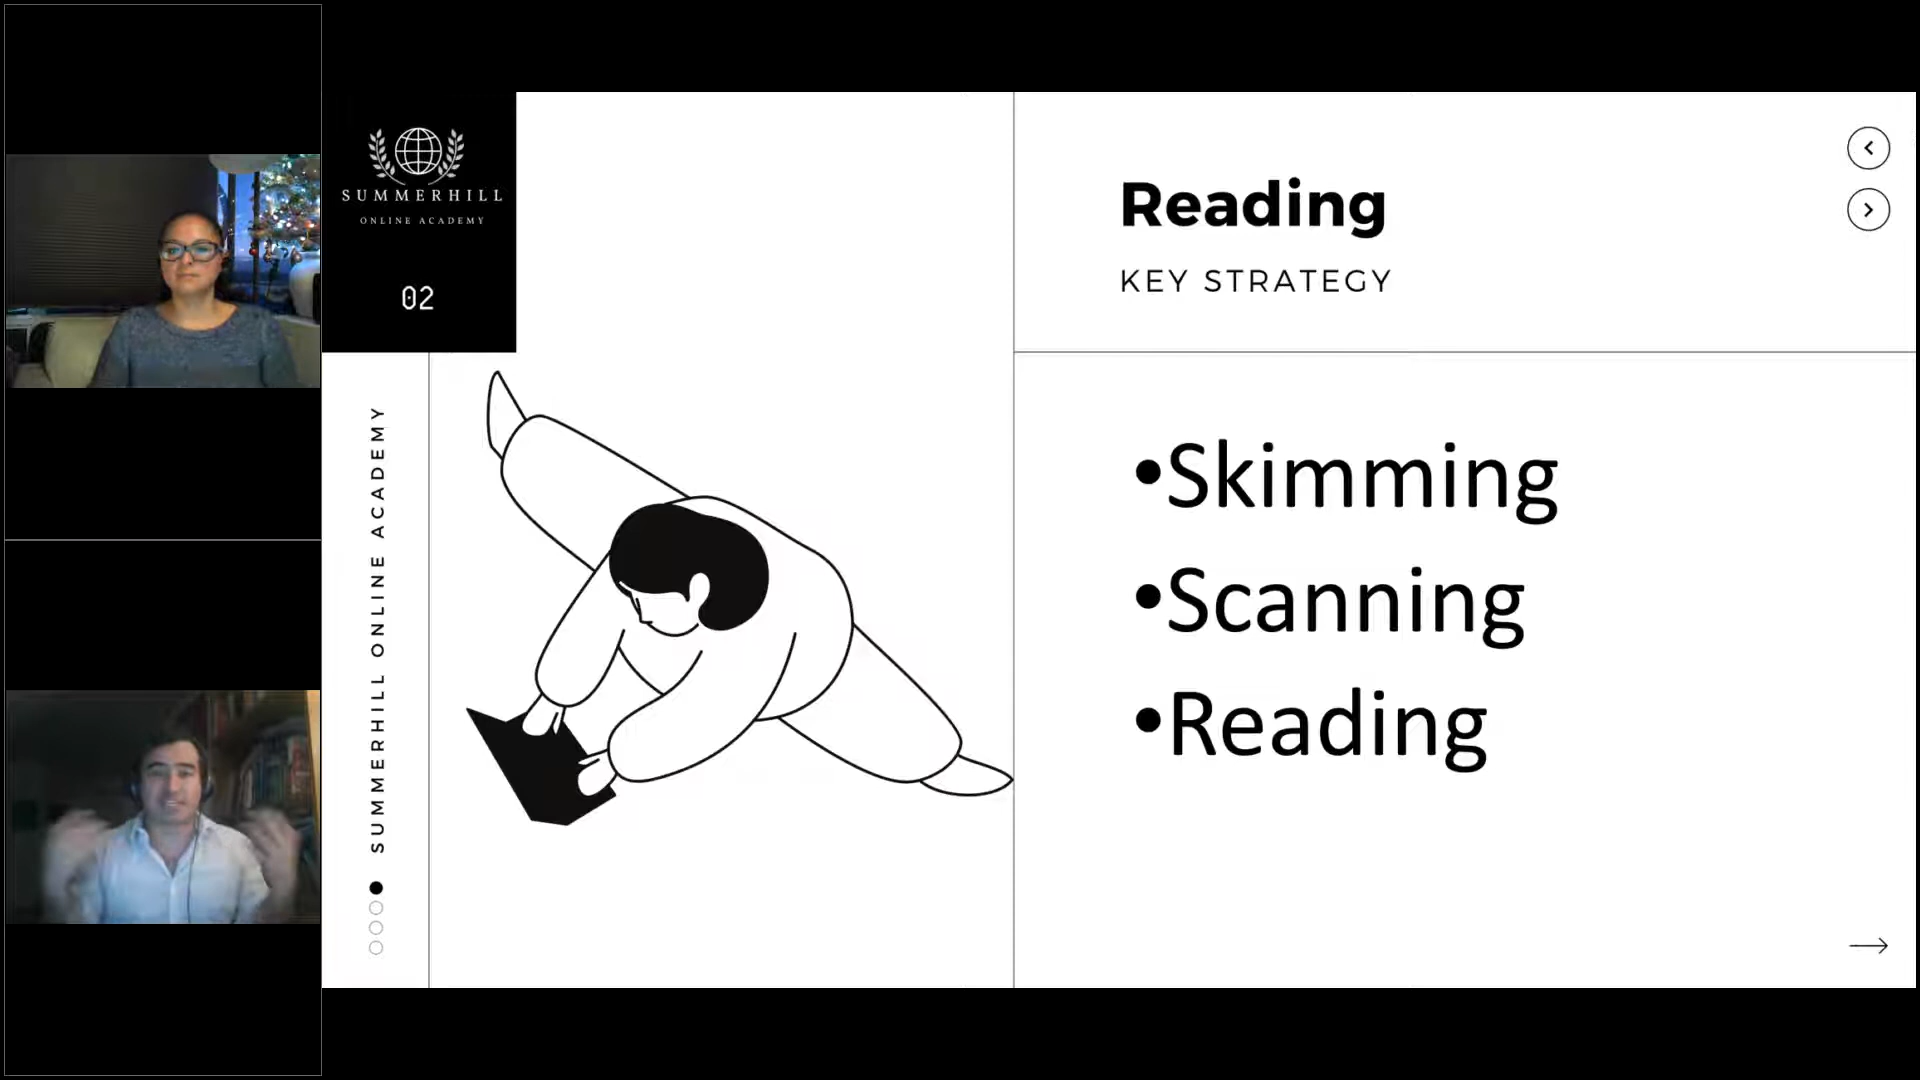 SUMMERHILL
ONLINE ACADEMY
02
SUMMERHILL ONLINE ACADEMY
Reading
KEY STRATEGY
•Skimming
•Scanning
•Reading